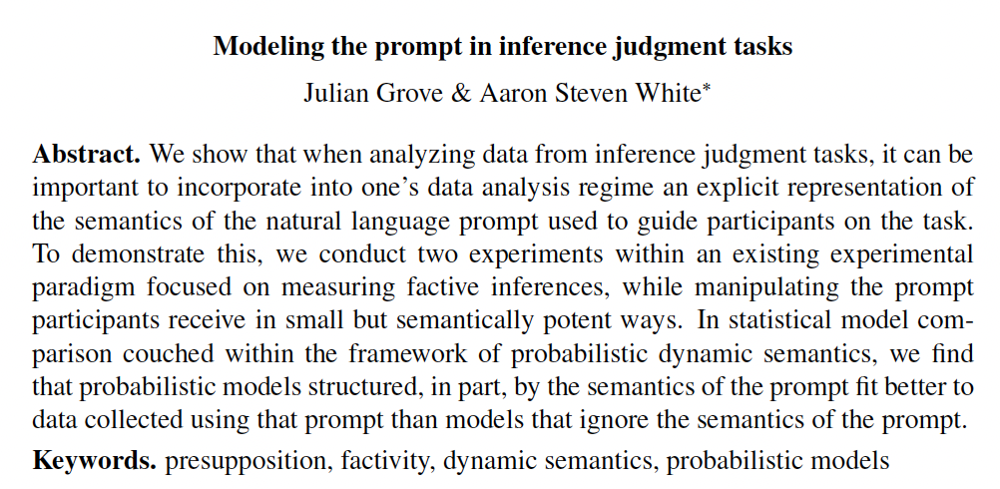 Modeling the prompt in inference judgment tasks
Julian Grove & Aaron Steven White*
Abstract. We show that when analyzing data from inference judgment tasks, it can be
important to incorporate into one's data analysis regime an explicit representation of
the semantics of the natural language prompt used to guide participants on the task.
To demonstrate this, we conduct two experiments within an existing experimental
paradigm focused on measuring factive inferences, while manipulating the prompt
participants receive in small but semantically potent ways. In statistical model com-
parison couched within the framework of probabilistic dynamic semantics, we find
that probabilistic models structured, in part, by the semantics of the prompt fit better to
data collected using that prompt than models that ignore the semantics of the prompt.
Keywords. presupposition, factivity, dynamic semantics, probabilistic models